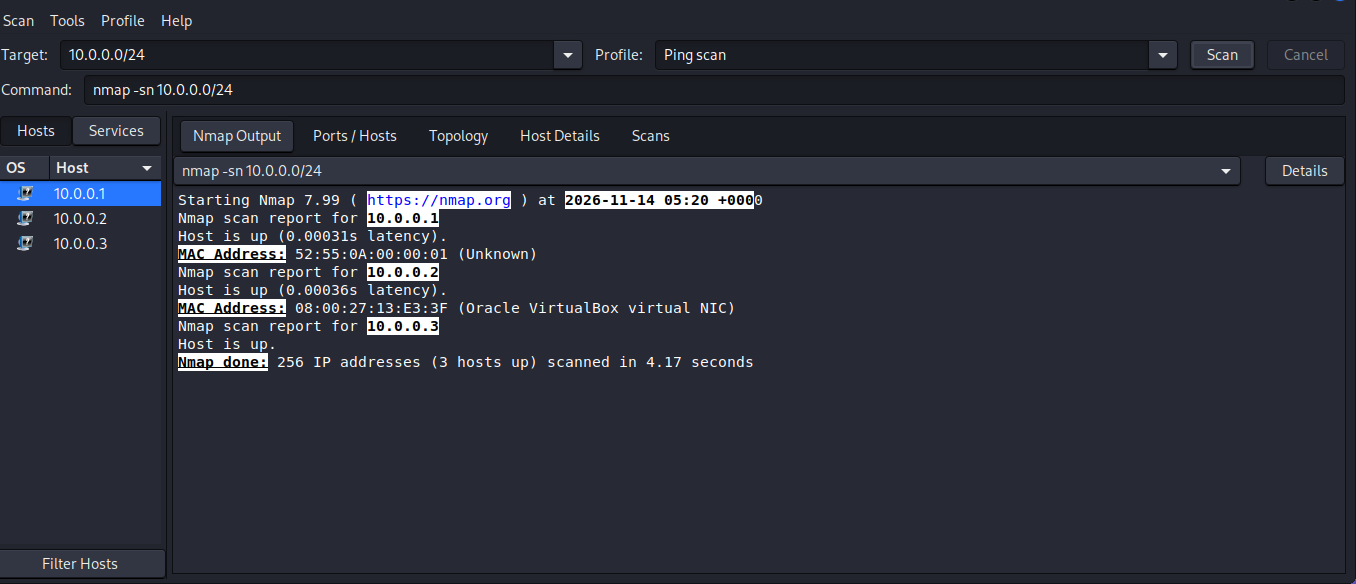 Scan Tools Profile Help
Target: 10.0.0.0/24 Profile: Ping scan Scan Cancel
Command: nmap -sn 10.0.0.0/24
Hosts Services
Nmap Output Ports / Hosts Topology Host Details Scans
OS Host
10.0.0.1
10.0.0.2
10.0.0.3
nmap -sn 10.0.0.0/24 Details
Starting Nmap 7.99 ( https://nmap.org ) at 2026-11-14 05:20 +0000
Nmap scan report for 10.0.0.1
Host is up (0.00031s latency).
MAC Address: 52:55:0A:00:00:01 (Unknown)
Nmap scan report for 10.0.0.2
Host is up (0.00036s latency).
MAC Address: 08:00:27:13:E3:3F (Oracle VirtualBox virtual NIC)
Nmap scan report for 10.0.0.3
Host is up.
Nmap done: 256 IP addresses (3 hosts up) scanned in 4.17 seconds
Filter Hosts